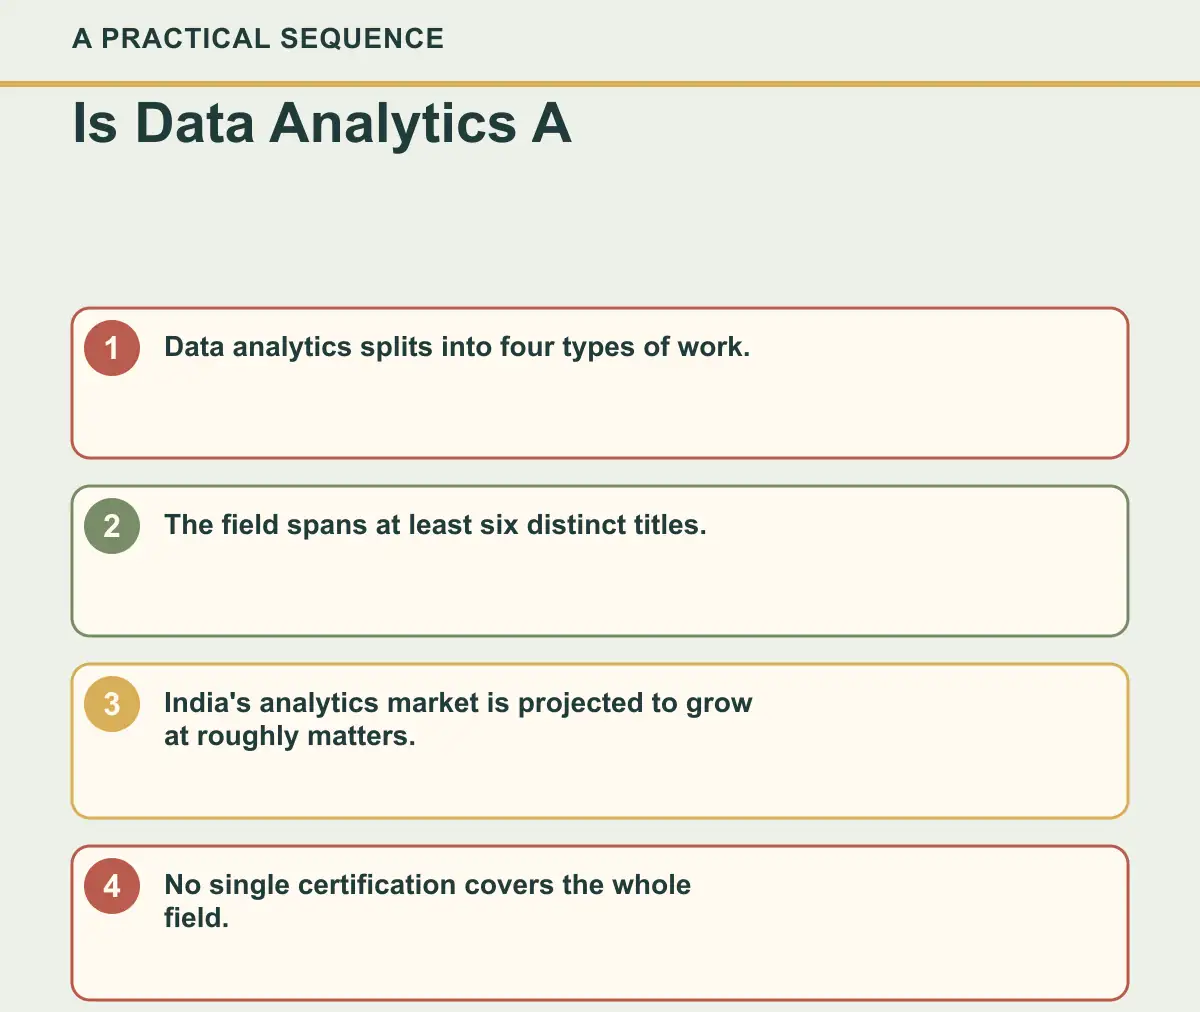 A PRACTICAL SEQUENCE
Is Data Analytics A
1
Data analytics splits into four types of work.
2
The field spans at least six distinct titles.
3
India's analytics market is projected to grow
at roughly matters.
4
No single certification covers the whole
field.